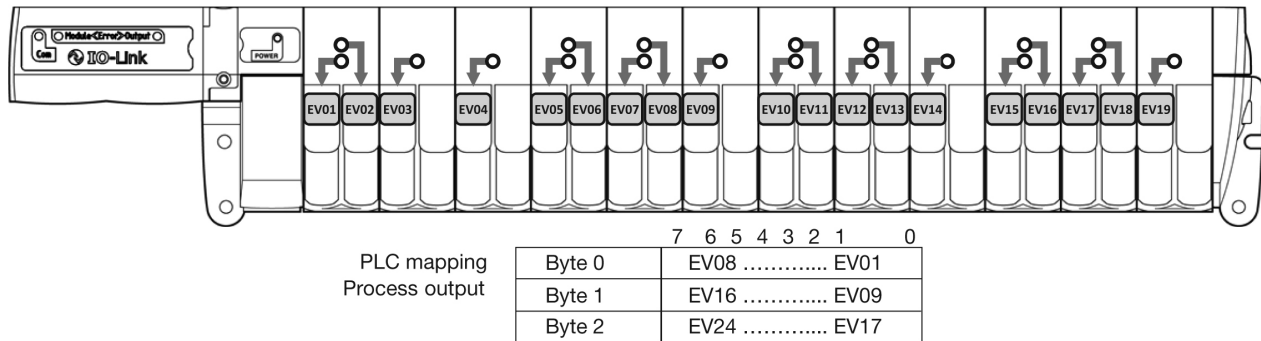 Module<Error>Output
Com
IO-Link
POWER
EV01 EV02 EV03 EV04 EV05 EV06 EV07 EV08 EV09 EV10 EV11 EV12 EV13 EV14 EV15 EV16 EV17 EV18 EV19
7 6 5 4 3 2 1 0
PLC mapping
Process output
Byte 0 EV08 ............. EV01
Byte 1 EV16 ............. EV09
Byte 2 EV24 ............. EV17